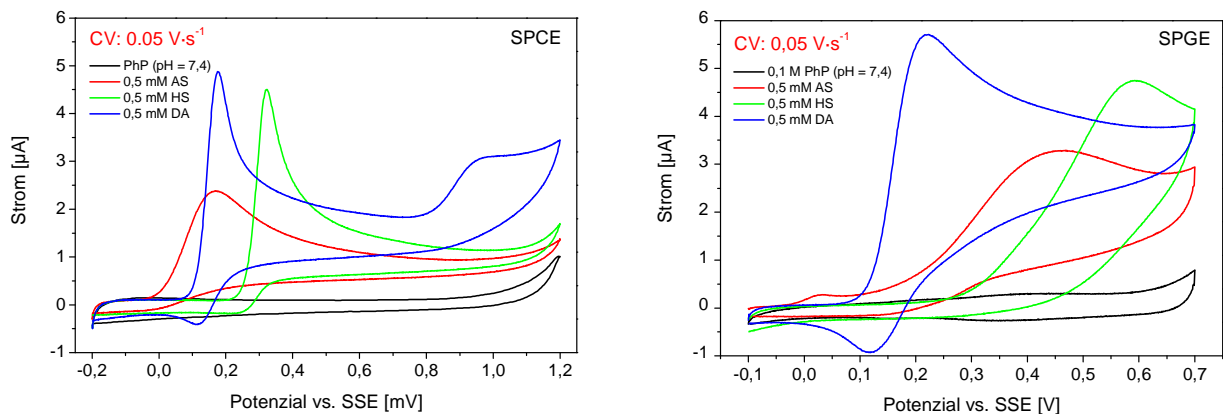 6
5
4
3
2
1
0
-1
Strom [µA]
CV: 0.05 V·s⁻¹
SPCE
PhP (pH = 7,4)
0,5 mM AS
0,5 mM HS
0,5 mM DA
-0,2 0,0 0,2 0,4 0,6 0,8 1,0 1,2
Potenzial vs. SSE [mV]
6
5
4
3
2
1
0
-1
Strom [µA]
CV: 0,05 V·s⁻¹
SPGE
0,1 M PhP (pH = 7,4)
0,5 mM AS
0,5 mM HS
0,5 mM DA
-0,1 0,0 0,1 0,2 0,3 0,4 0,5 0,6 0,7
Potenzial vs. SSE [V]